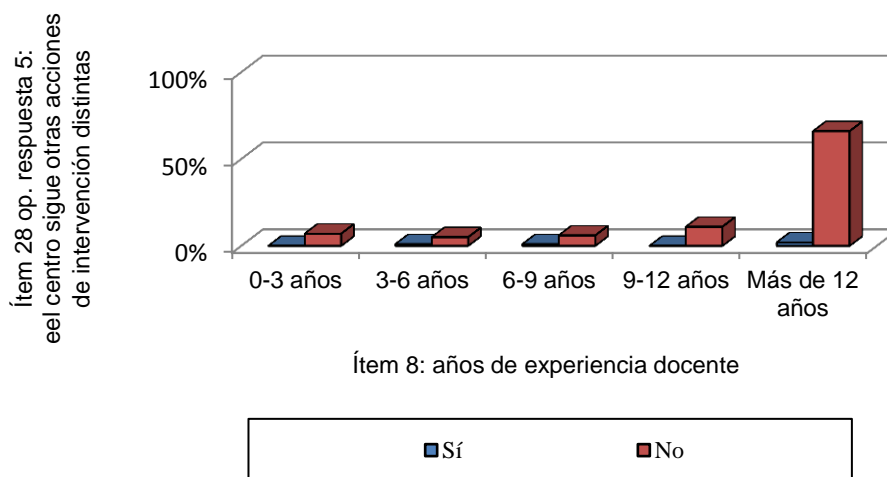 Ítem 28 op. respuesta 5:
eel centro sigue otras acciones
de intervención distintas
100%
50%
0%
0-3 años
3-6 años
6-9 años
9-12 años
Más de 12
años
Ítem 8: años de experiencia docente
Sí
No